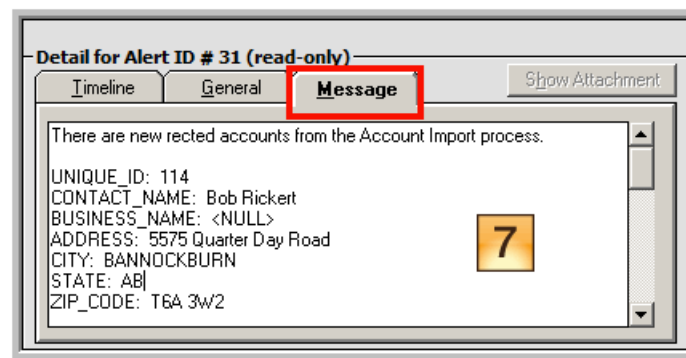 Detail for Alert ID # 31 (read-only)
Timeline General Message Show Attachment
There are new rected accounts from the Account Import process.
UNIQUE_ID: 114
CONTACT_NAME: Bob Rickert
BUSINESS_NAME: <NULL>
ADDRESS: 5575 Quarter Day Road
CITY: BANNOCKBURN
STATE: AB
ZIP_CODE: T6A 3W2
7